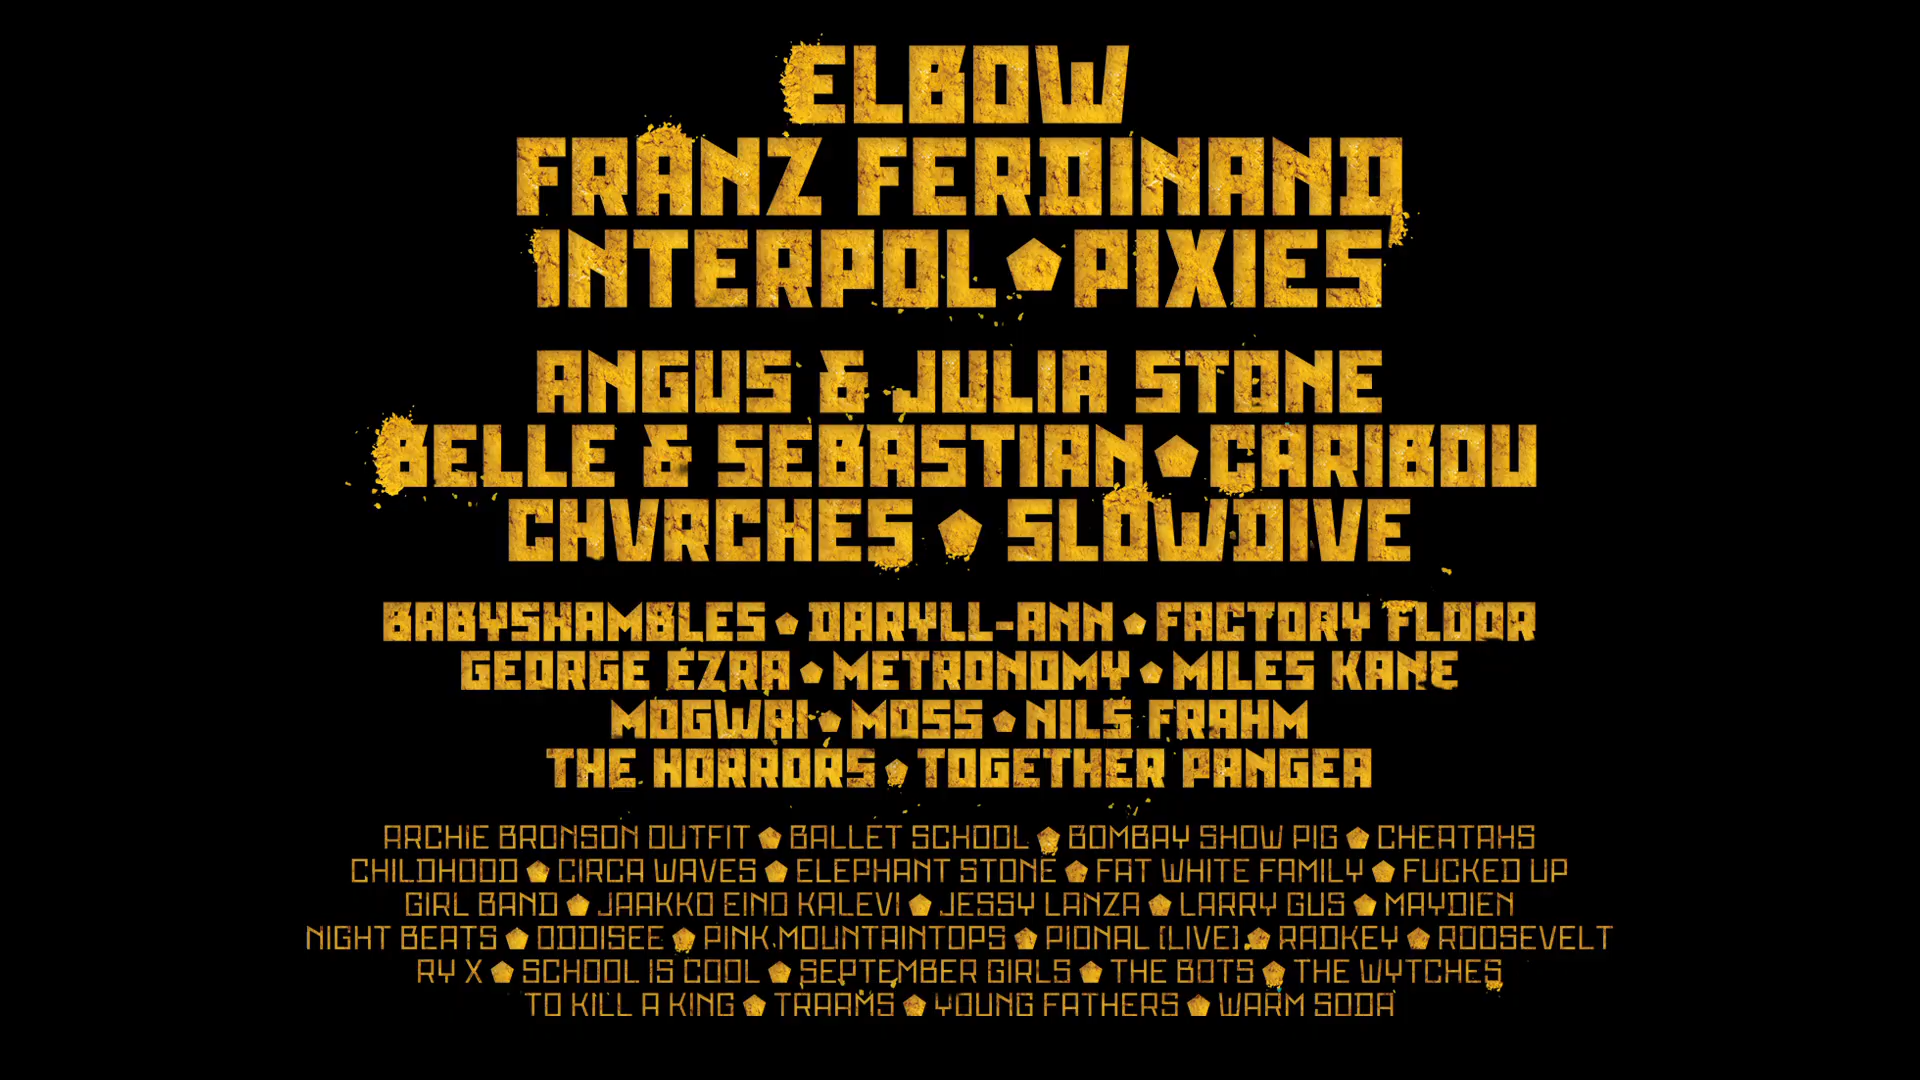 ELBOW
FRANZ FERDINAND
INTERPOL ⬟ PIXIES
ANGUS & JULIA STONE
BELLE & SEBASTIAN ⬟ CARIBOU
CHVRCHES ⬟ SLOWDIVE
BABYSHAMBLES ⬟ DARYLL-ANN ⬟ FACTORY FLOOR
GEORGE EZRA ⬟ METRONOMY ⬟ MILES KANE
MOGWAI ⬟ MOSS ⬟ NILS FRAHM
THE HORRORS ⬟ TOGETHER PANGEA
ARCHIE BRONSON OUTFIT ⬟ BALLET SCHOOL ⬟ BOMBAY SHOW PIG ⬟ CHEATAHS
CHILDHOOD ⬟ CIRCA WAVES ⬟ ELEPHANT STONE ⬟ FAT WHITE FAMILY ⬟ FUCKED UP
GIRL BAND ⬟ JAAKKO EINO KALEVI ⬟ JESSY LANZA ⬟ LARRY GUS ⬟ MAYDIEN
NIGHT BEATS ⬟ ODDISEE ⬟ PINK MOUNTAINTOPS ⬟ PIONAL [LIVE] ⬟ RADKEY ⬟ ROOSEVELT
RY X ⬟ SCHOOL IS COOL ⬟ SEPTEMBER GIRLS ⬟ THE BOTS ⬟ THE WYTCHES
TO KILL A KING ⬟ TRAAMS ⬟ YOUNG FATHERS ⬟ WARM SODA